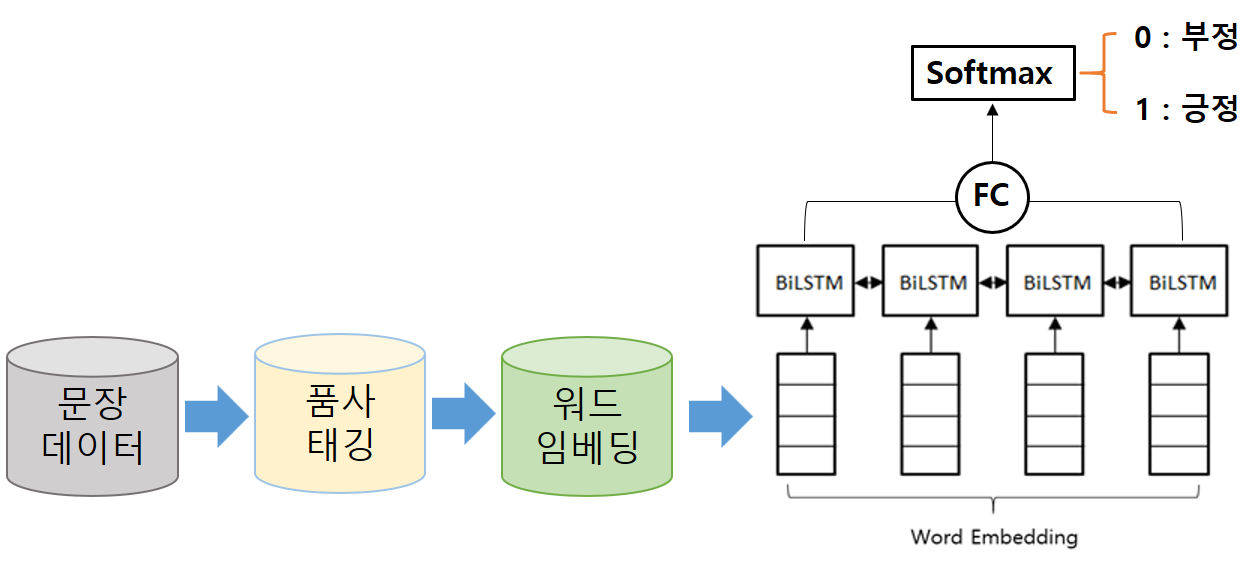 문장
데이터
품사
태깅
워드
임베딩
Softmax
0 : 부정
1 : 긍정
FC
BiLSTM
BiLSTM
BiLSTM
BiLSTM
Word Embedding